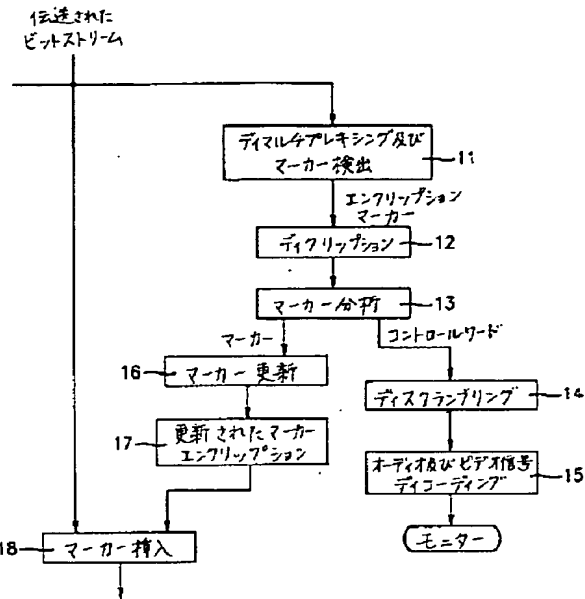 伝送された
ビットストリーム
ディマルチプレキシング及び
マーカー検出
11
エンクリップション
マーカー
ディクリップション
12
マーカー分析
13
マーカー
コントロールワード
16
マーカー更新
ディスクランブリング
14
17
更新されたマーカー
エンクリップション
オーディオ及びビデオ信号
ディコーディング
15
18
マーカー挿入
モニター